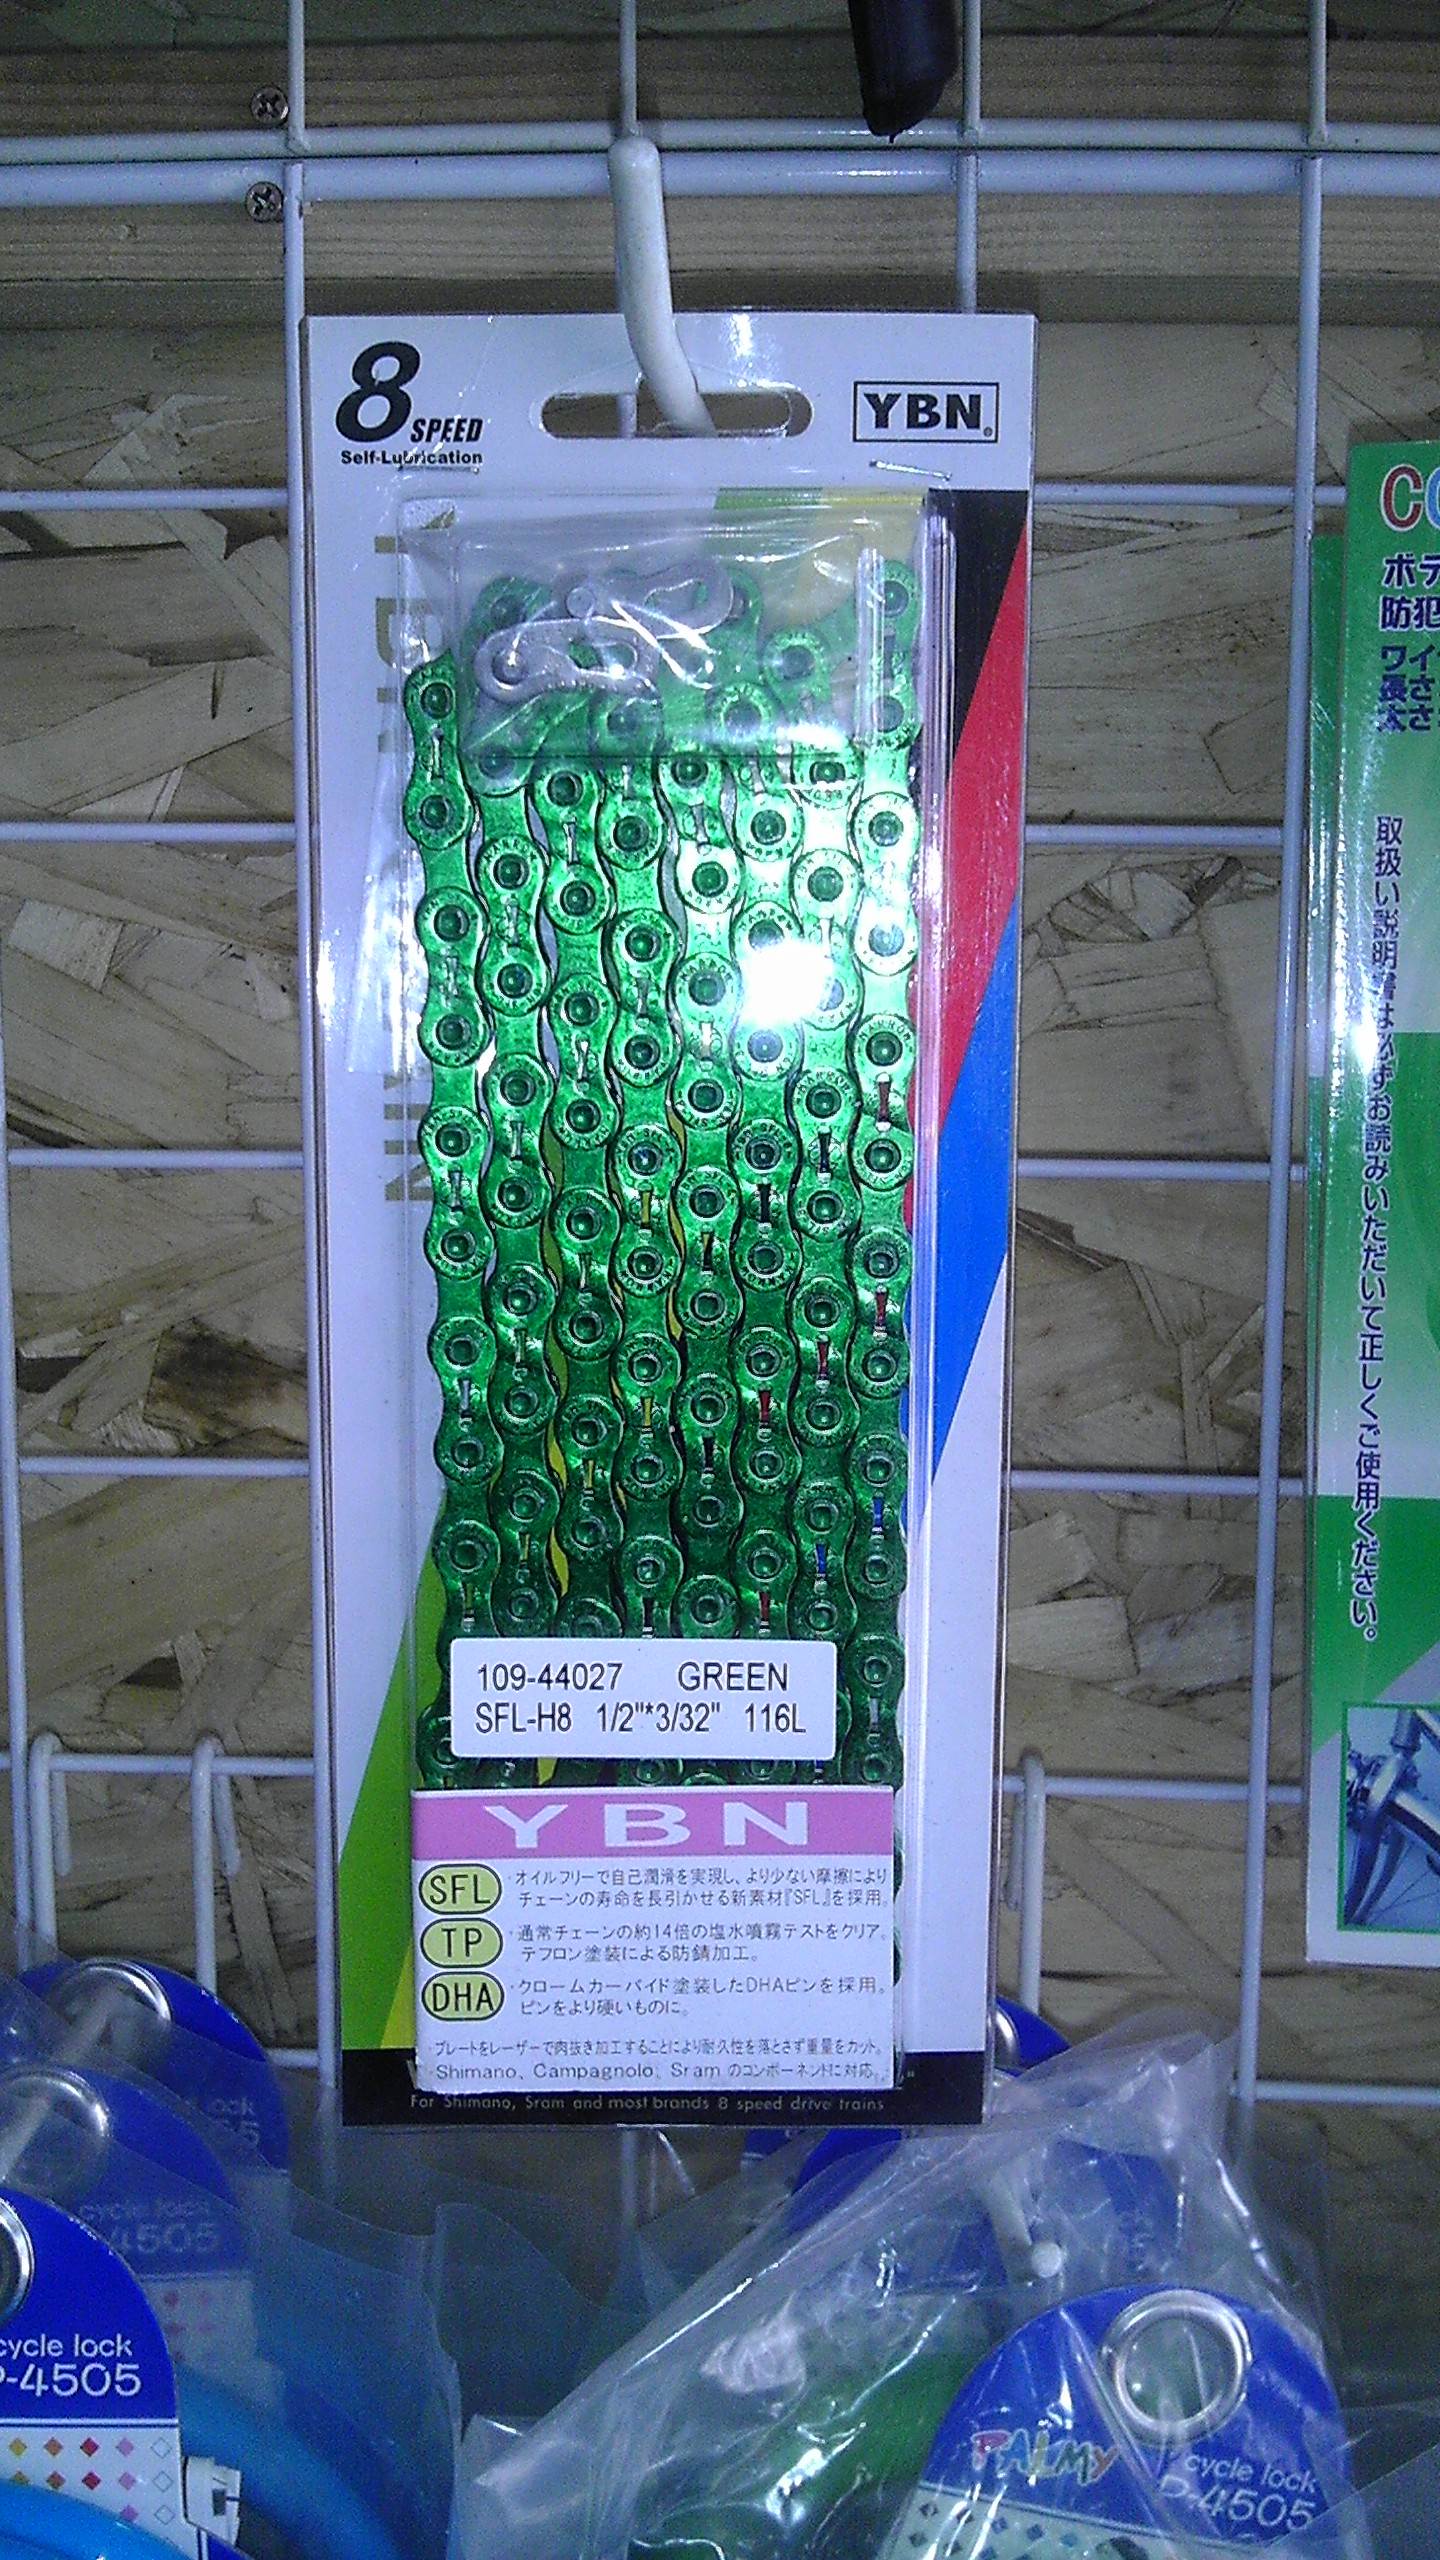 8 SPEED
Self-Lubrication
YBN
109-44027 GREEN
SFL-H8 1/2"*3/32" 116L
YBN
SFL ・オイルフリーで自己潤滑を実現し、より少ない摩擦により
チェーンの寿命を長引かせる新素材『SFL』を採用。
TP ・通常チェーンの約14倍の塩水噴霧テストをクリア。
テフロン塗装による防錆加工。
DHA ・クロームカーバイド塗装したDHAピンを採用。
ピンをより硬いものに。
・プレートをレーザーで肉抜き加工することにより耐久性を落とさず重量をカット。
・Shimano、Campagnolo、Sram のコンポーネントに対応。
For Shimano, Sram and most brands 8 speed drive trains
ボデ
防犯
ワイ
長さ
太さ
取扱い説明書は必ずお読みいただいて正しくご使用ください。
cycle lock
P-4505
PALMY
cycle lock
P-4505